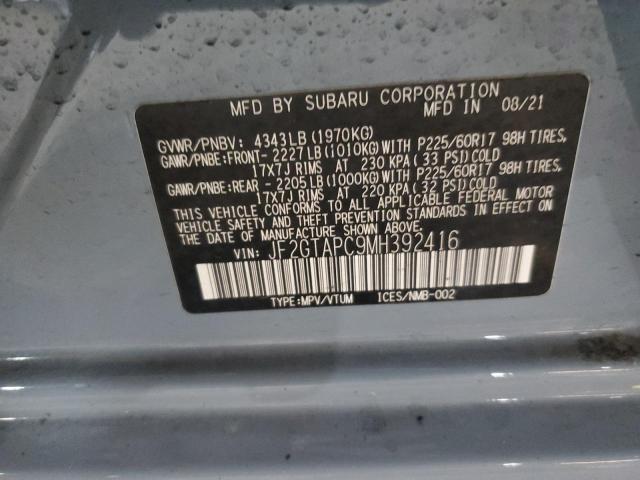 MFD BY SUBARU CORPORATION
MFD IN 08/21
GVWR/PNBV: 4343LB(1970KG)
GAWR/PNBE:FRONT- 2227LB(1010KG)WITH P225/60R17 98H TIRES,
17X7J RIMS AT 230 KPA(33 PSI)COLD
GAWR/PNBE:REAR - 2205LB(1000KG)WITH P225/60R17 98H TIRES,
17X7J RIMS AT 220 KPA(32 PSI)COLD
THIS VEHICLE CONFORMS TO ALL APPLICABLE FEDERAL MOTOR
VEHICLE SAFETY AND THEFT PREVENTION STANDARDS IN EFFECT ON
THE DATE OF MANUFACTURE SHOWN ABOVE.
VIN: JF2GTAPC9MH392416
TYPE:MPV/VTUM ICES/NMB-002